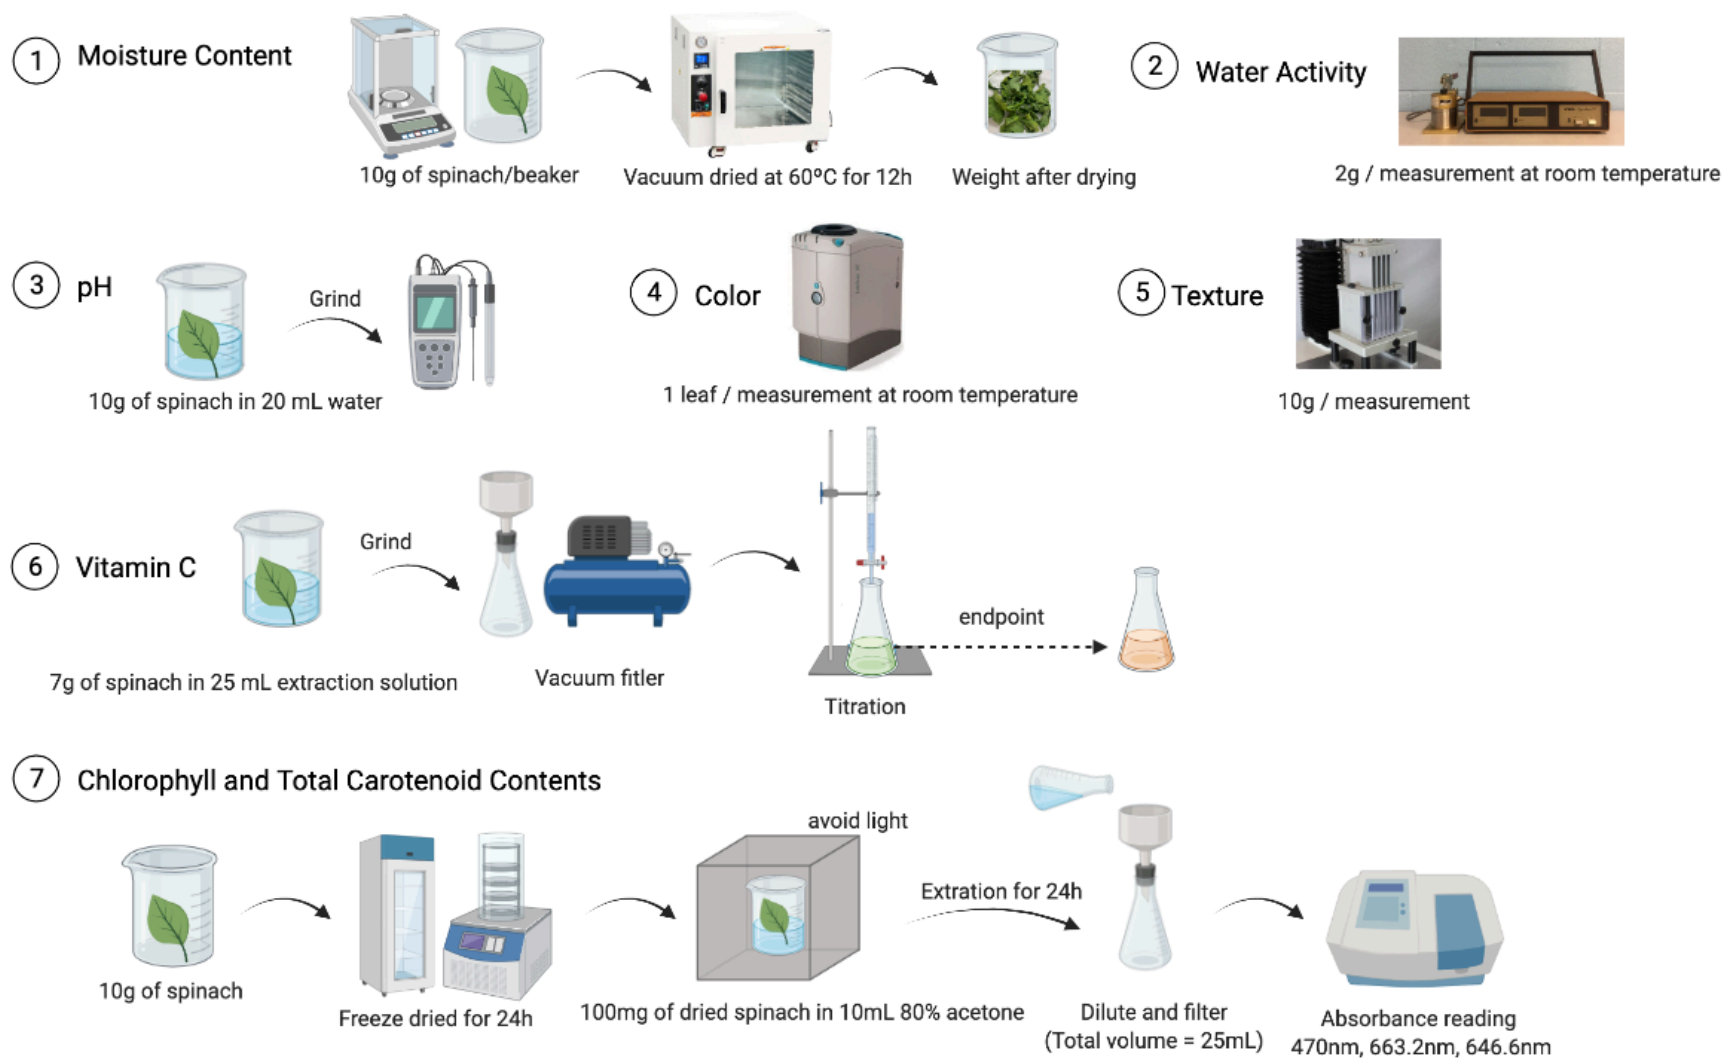 1 Moisture Content
10g of spinach/beaker
Vacuum dried at 60ºC for 12h
Weight after drying
2 Water Activity
2g / measurement at room temperature
3 pH
Grind
10g of spinach in 20 mL water
4 Color
1 leaf / measurement at room temperature
5 Texture
10g / measurement
6 Vitamin C
Grind
7g of spinach in 25 mL extraction solution
Vacuum fitler
Titration
endpoint
7 Chlorophyll and Total Carotenoid Contents
10g of spinach
Freeze dried for 24h
avoid light
100mg of dried spinach in 10mL 80% acetone
Extration for 24h
Dilute and filter
(Total volume = 25mL)
Absorbance reading
470nm, 663.2nm, 646.6nm